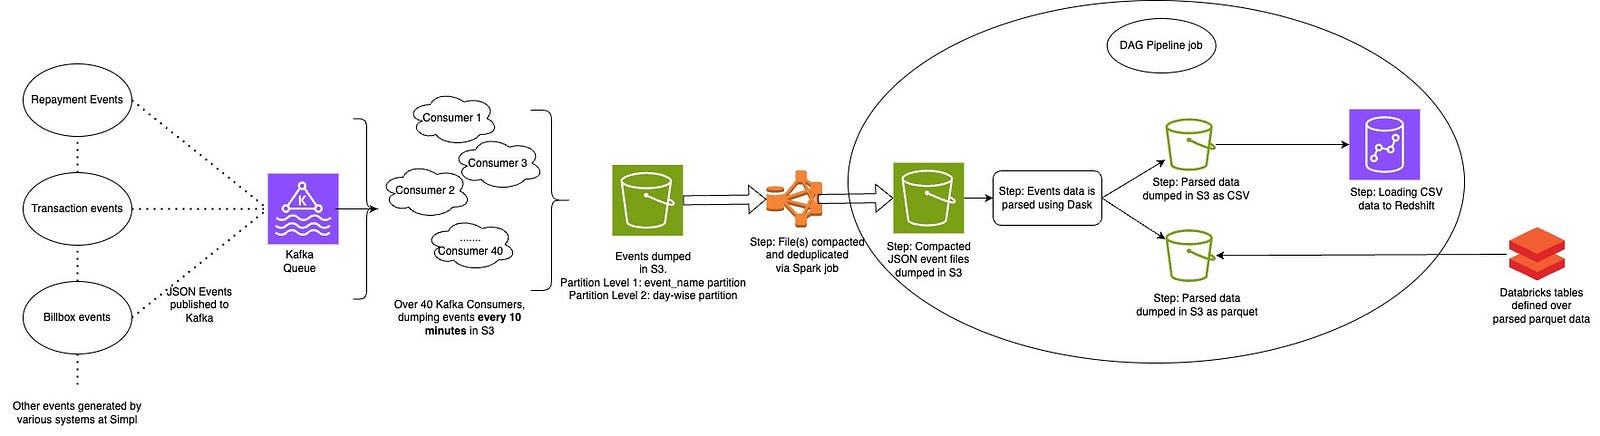 Repayment Events
Transaction events
Billbox events
Other events generated by
various systems at Simpl
JSON Events
published to
Kafka
K
Kafka
Queue
Consumer 1
Consumer 3
Consumer 2
.......
Consumer 40
Over 40 Kafka Consumers,
dumping events every 10
minutes in S3
Events dumped
in S3.
Partition Level 1: event_name partition
Partition Level 2: day-wise partition
Step: File(s) compacted
and deduplicated
via Spark job
DAG Pipeline job
Step: Compacted
JSON event files
dumped in S3
Step: Events data is
parsed using Dask
Step: Parsed data
dumped in S3 as CSV
Step: Loading CSV
data to Redshift
Step: Parsed data
dumped in S3 as parquet
Databricks tables
defined over
parsed parquet data